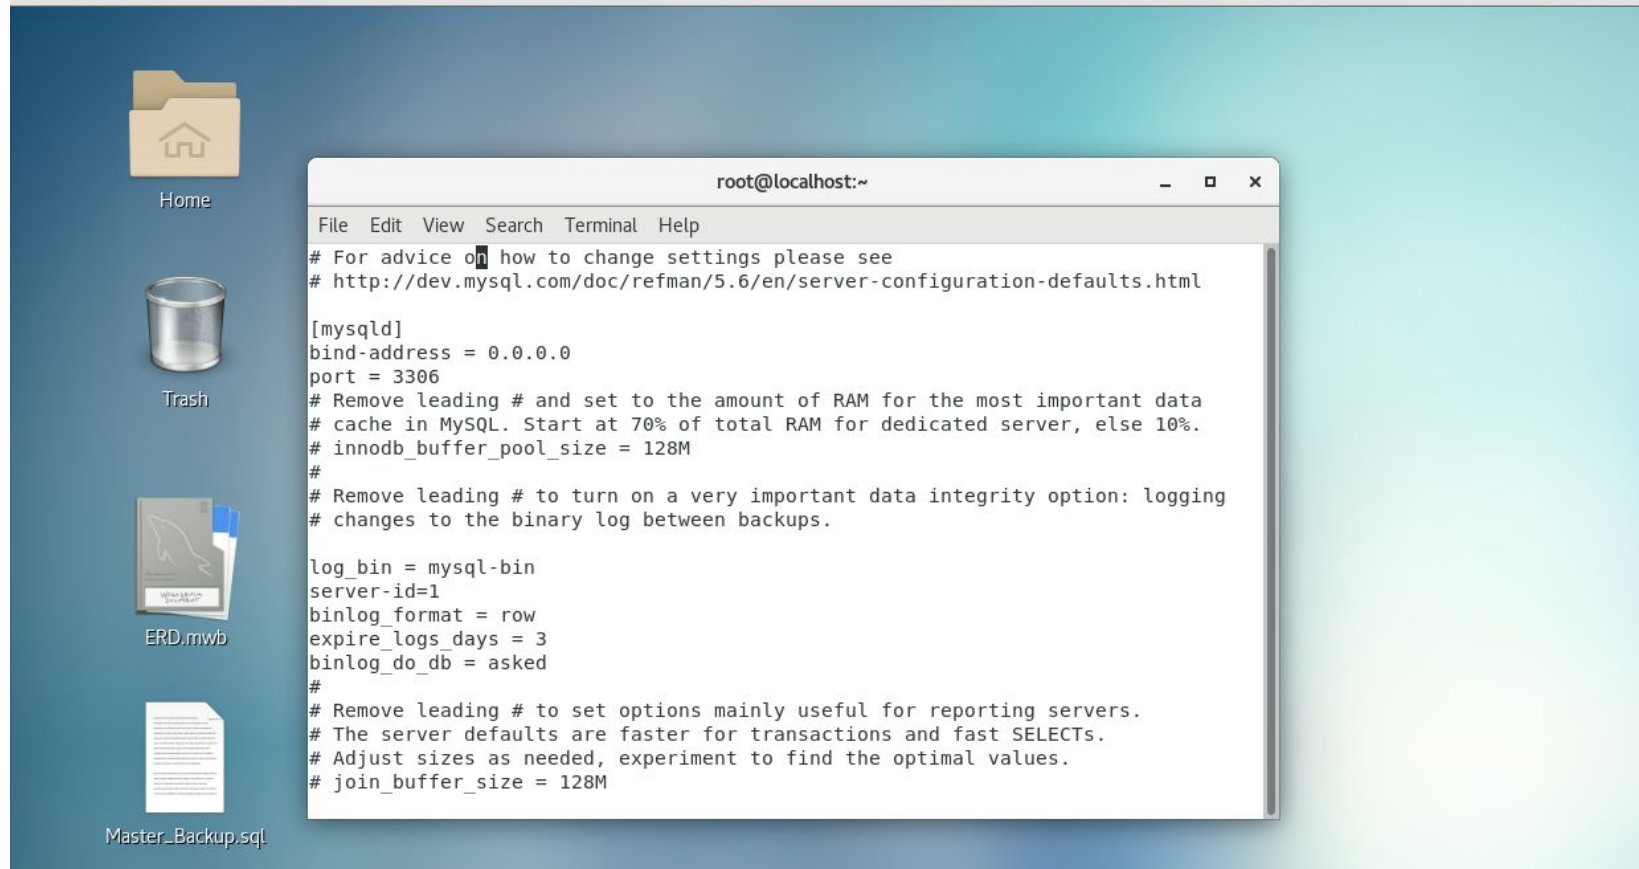 Home
Trash
ERD.mwb
Master_Backup.sql
root@localhost:~
File Edit View Search Terminal Help
# For advice on how to change settings please see
# http://dev.mysql.com/doc/refman/5.6/en/server-configuration-defaults.html
[mysqld]
bind-address = 0.0.0.0
port = 3306
# Remove leading # and set to the amount of RAM for the most important data
# cache in MySQL. Start at 70% of total RAM for dedicated server, else 10%.
# innodb_buffer_pool_size = 128M
#
# Remove leading # to turn on a very important data integrity option: logging
# changes to the binary log between backups.
log_bin = mysql-bin
server-id=1
binlog_format = row
expire_logs_days = 3
binlog_do_db = asked
#
# Remove leading # to set options mainly useful for reporting servers.
# The server defaults are faster for transactions and fast SELECTs.
# Adjust sizes as needed, experiment to find the optimal values.
# join_buffer_size = 128M